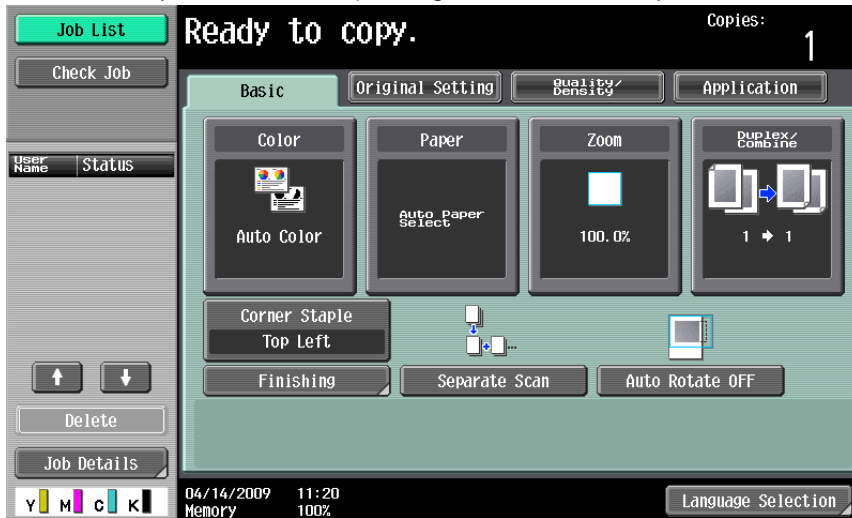 Job List
Check Job
User
Name
Status
Delete
Job Details
Y M C K
Ready to copy.
Copies:
1
Basic
Original Setting
Quality/
Density
Application
Color
Auto Color
Paper
Auto Paper
Select
Zoom
100.0%
Duplex/
Combine
1 → 1
Corner Staple
Top Left
Finishing
Separate Scan
Auto Rotate OFF
04/14/2009 11:20
Memory 100%
Language Selection